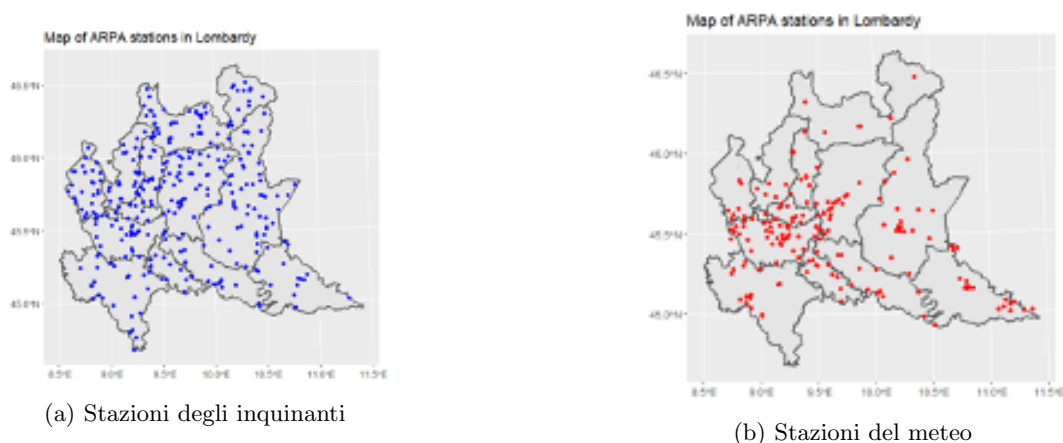 Map of ARPA stations in Lombardy
46.5°N
46.0°N
45.5°N
45.0°N
8.5°E 9.0°E 9.5°E 10.0°E 10.5°E 11.0°E 11.5°E
(a) Stazioni degli inquinanti
Map of ARPA stations in Lombardy
46.5°N
46.0°N
45.5°N
45.0°N
8.5°E 9.0°E 9.5°E 10.0°E 10.5°E 11.0°E 11.5°E
(b) Stazioni del meteo